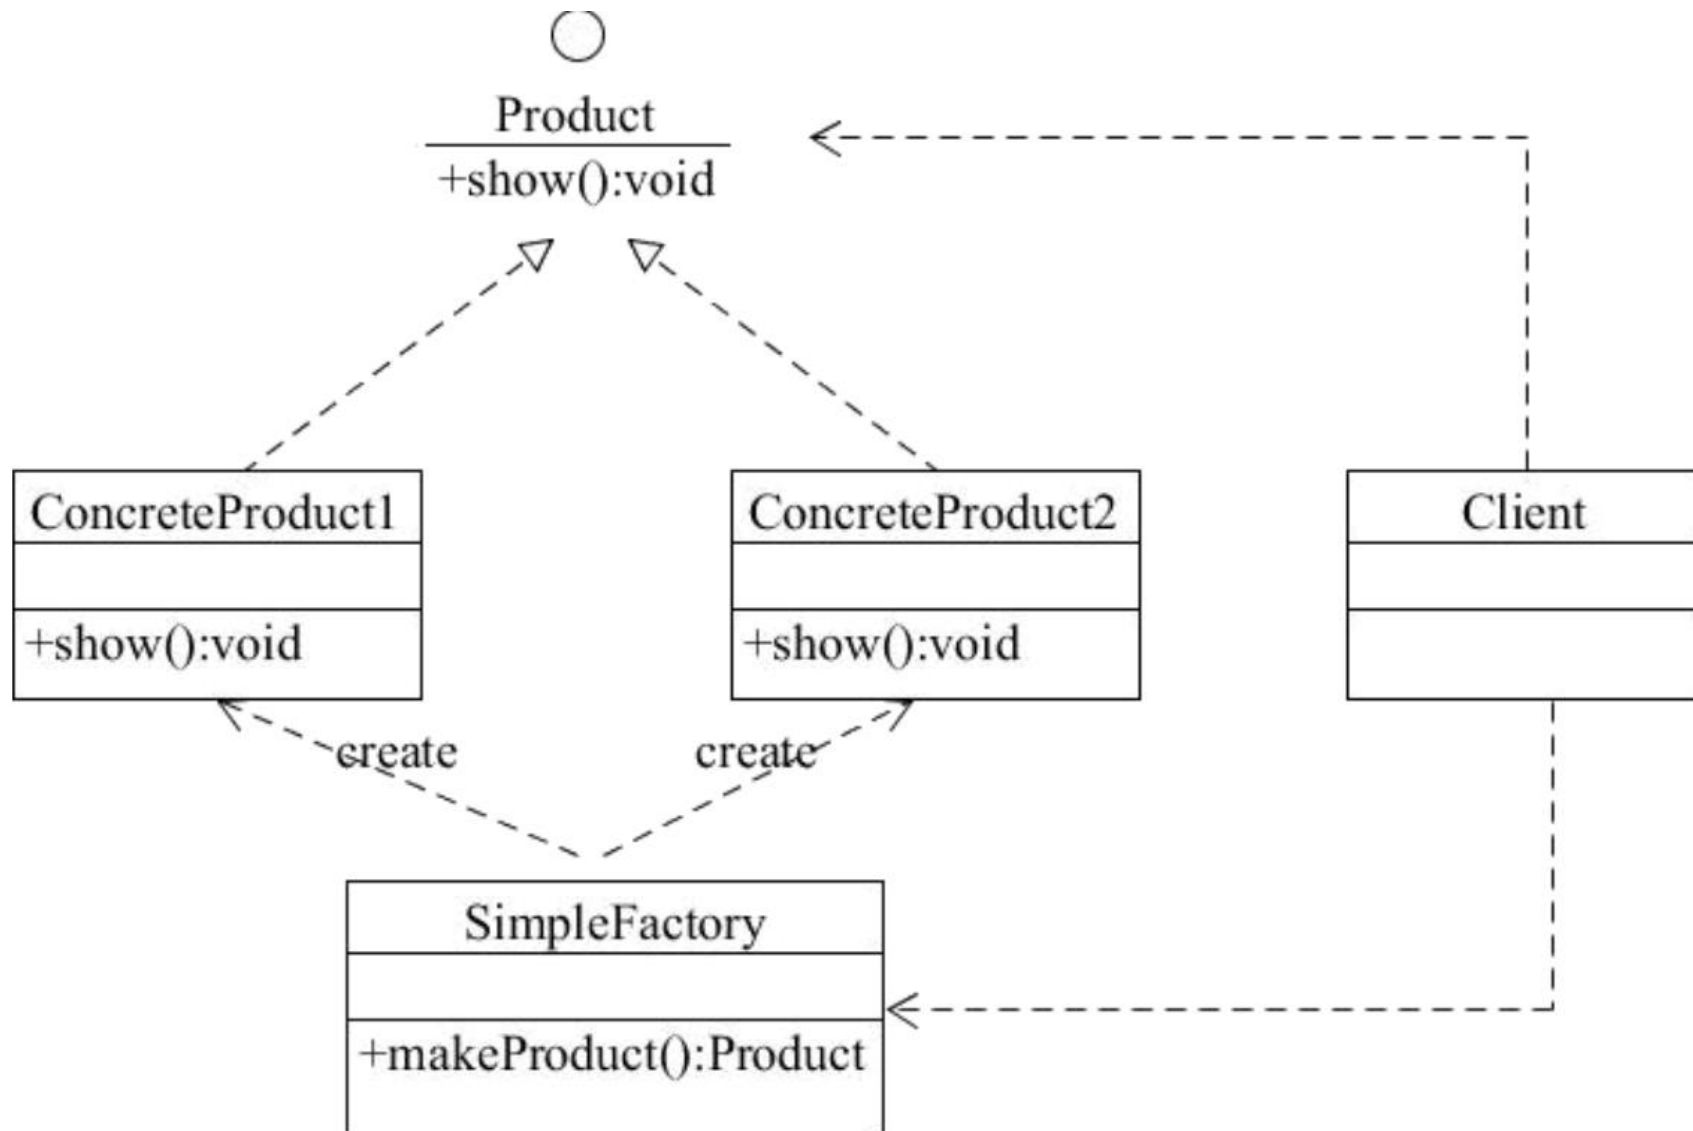 Product
+show():void
ConcreteProduct1
+show():void
ConcreteProduct2
+show():void
Client
create
create
SimpleFactory
+makeProduct():Product